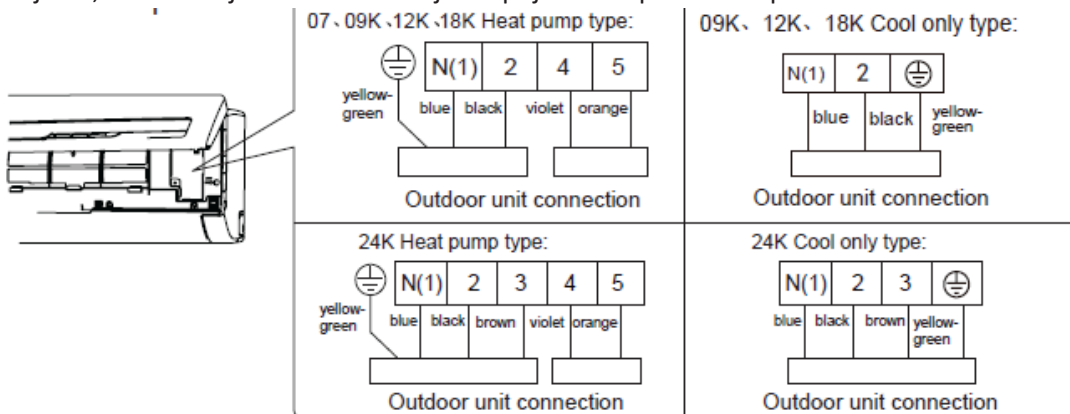 07、09K、12K、18K Heat pump type:
N(1) 2 4 5
yellow-
green
blue black violet orange
Outdoor unit connection
09K、 12K、 18K Cool only type:
N(1) 2
blue black yellow-
green
Outdoor unit connection
24K Heat pump type:
N(1) 2 3 4 5
yellow-
green
blue black brown violet orange
Outdoor unit connection
24K Cool only type:
N(1) 2 3
blue black brown yellow-
green
Outdoor unit connection